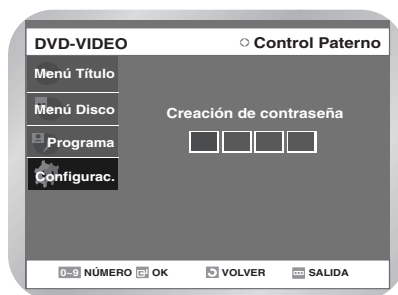 DVD-VIDEO
Control Paterno
Menú Título
Menú Disco
Programa
Configurac.
Creación de contraseña
0~9 NÚMERO OK VOLVER SALIDA